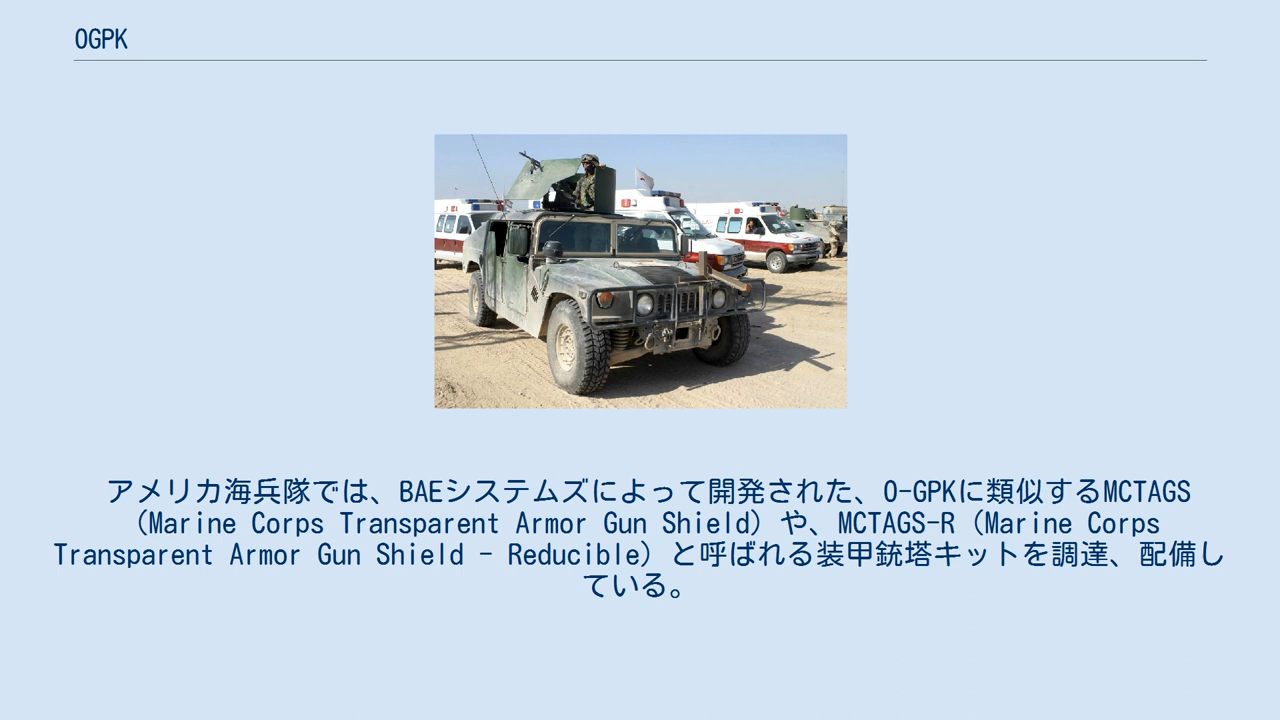 OGPK
アメリカ海兵隊では、BAEシステムズによって開発された、O-GPKに類似するMCTAGS
（Marine Corps Transparent Armor Gun Shield）や、MCTAGS-R（Marine Corps
Transparent Armor Gun Shield - Reducible）と呼ばれる装甲銃塔キットを調達、配備し
ている。